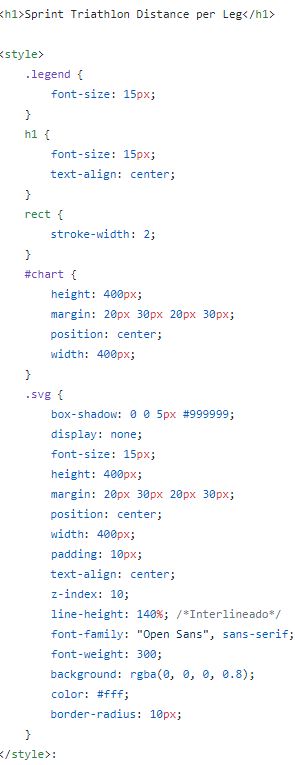 <h1>Sprint Triathlon Distance per Leg</h1>
<style>
.legend {
font-size: 15px;
}
h1 {
font-size: 15px;
text-align: center;
}
rect {
stroke-width: 2;
}
#chart {
height: 400px;
margin: 20px 30px 20px 30px;
position: center;
width: 400px;
}
.svg {
box-shadow: 0 0 5px #999999;
display: none;
font-size: 15px;
height: 400px;
margin: 20px 30px 20px 30px;
position: center;
width: 400px;
padding: 10px;
text-align: center;
z-index: 10;
line-height: 140%; /*Interlineado*/
font-family: "Open Sans", sans-serif;
font-weight: 300;
background: rgba(0, 0, 0, 0.8);
color: #fff;
border-radius: 10px;
}
</style>: